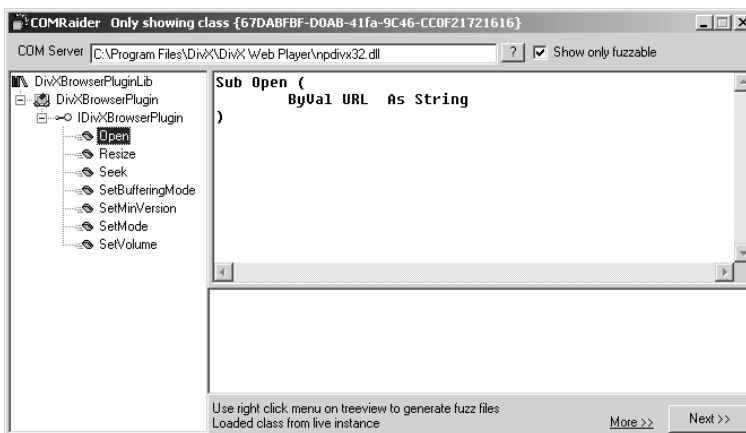 COMRaider Only showing class {67DABFBF-D0AB-41fa-9C46-CC0F21721616}
COM Server C:\Program Files\DivX\DivX Web Player\npdivx32.dll ? Show only fuzzable
DivXBrowserPluginLib
DivXBrowserPlugin
IDivXBrowserPlugin
Open
Resize
Seek
SetBufferingMode
SetMinVersion
SetMode
SetVolume
Sub Open (
ByVal URL As String
)
Use right click menu on treeview to generate fuzz files
Loaded class from live instance
More >>
Next >>